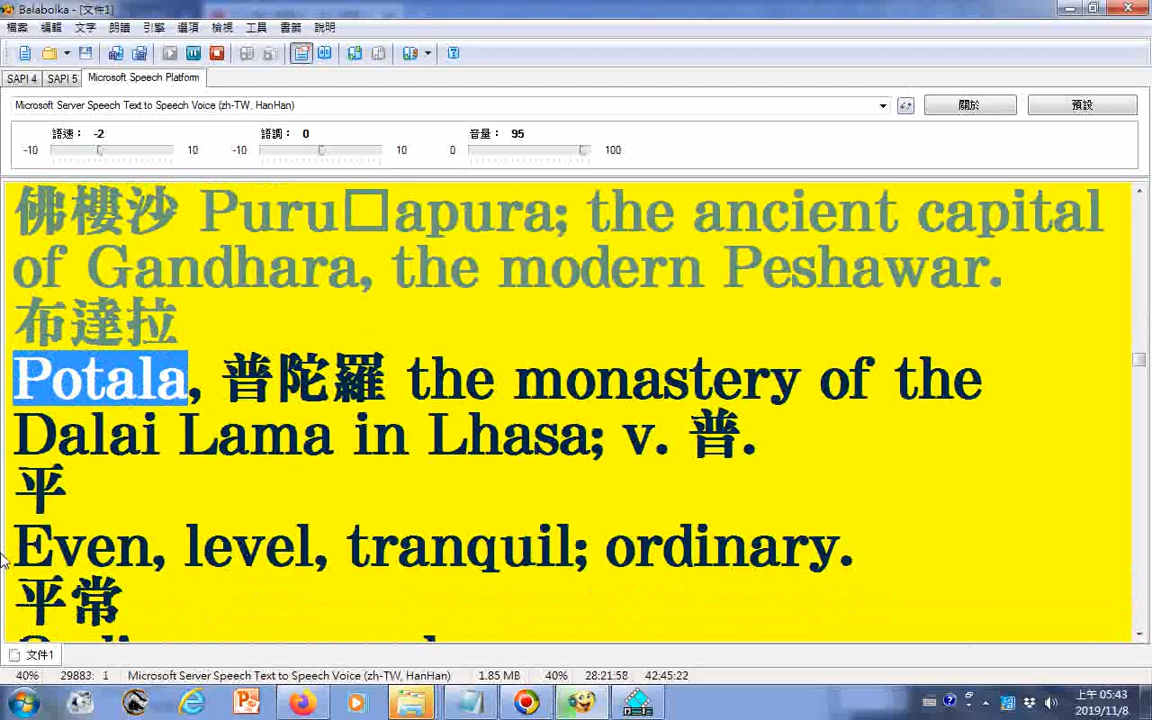 Balabolka - [文件1]
檔案 編輯 文字 朗讀 引擎 選項 檢視 工具 書籤 說明
SAPI 4 SAPI 5 Microsoft Speech Platform
Microsoft Server Speech Text to Speech Voice (zh-TW, HanHan) 關於 預設
語速： -2 語調： 0 音量： 95
-10 10 -10 10 0 100
佛樓沙 Puru□apura; the ancient capital
of Gandhara, the modern Peshawar.
布達拉
Potala, 普陀羅 the monastery of the
Dalai Lama in Lhasa; v. 普.
平
Even, level, tranquil; ordinary.
平常
文件1
40% 29883: 1 Microsoft Server Speech Text to Speech Voice (zh-TW, HanHan) 1.85 MB 40% 28:21:58 42:45:22
上午 05:43
2019/11/8